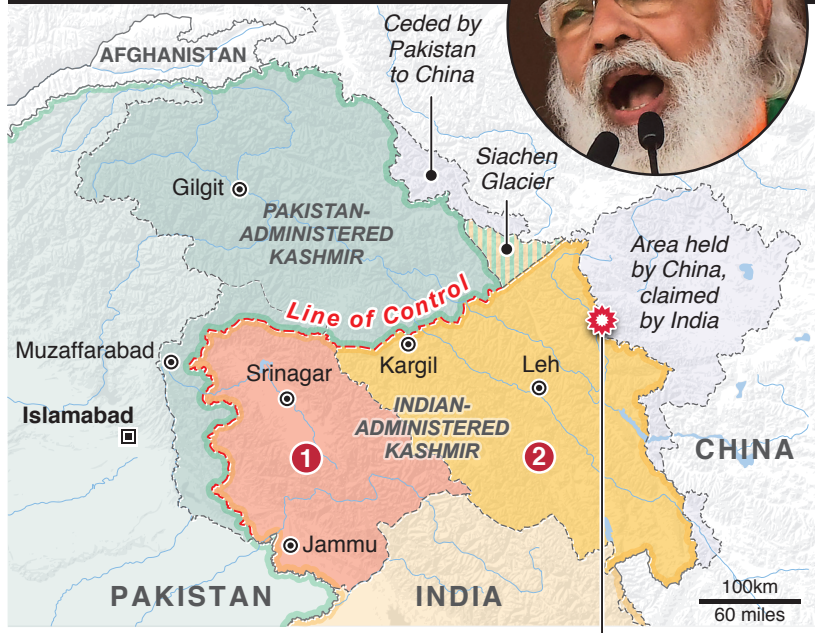 Ceded by
Pakistan
to China
AFGHANISTAN
Siachen
Glacier
Gilgit
PAKISTAN-
ADMINISTERED
KASHMIR
Area held
by China,
claimed
by India
Line of Control
Muzaffarabad
Srinagar
Kargil
Leh
Islamabad
INDIAN-
ADMINISTERED
KASHMIR
CHINA
1
2
Jammu
PAKISTAN
INDIA
100km
60 miles